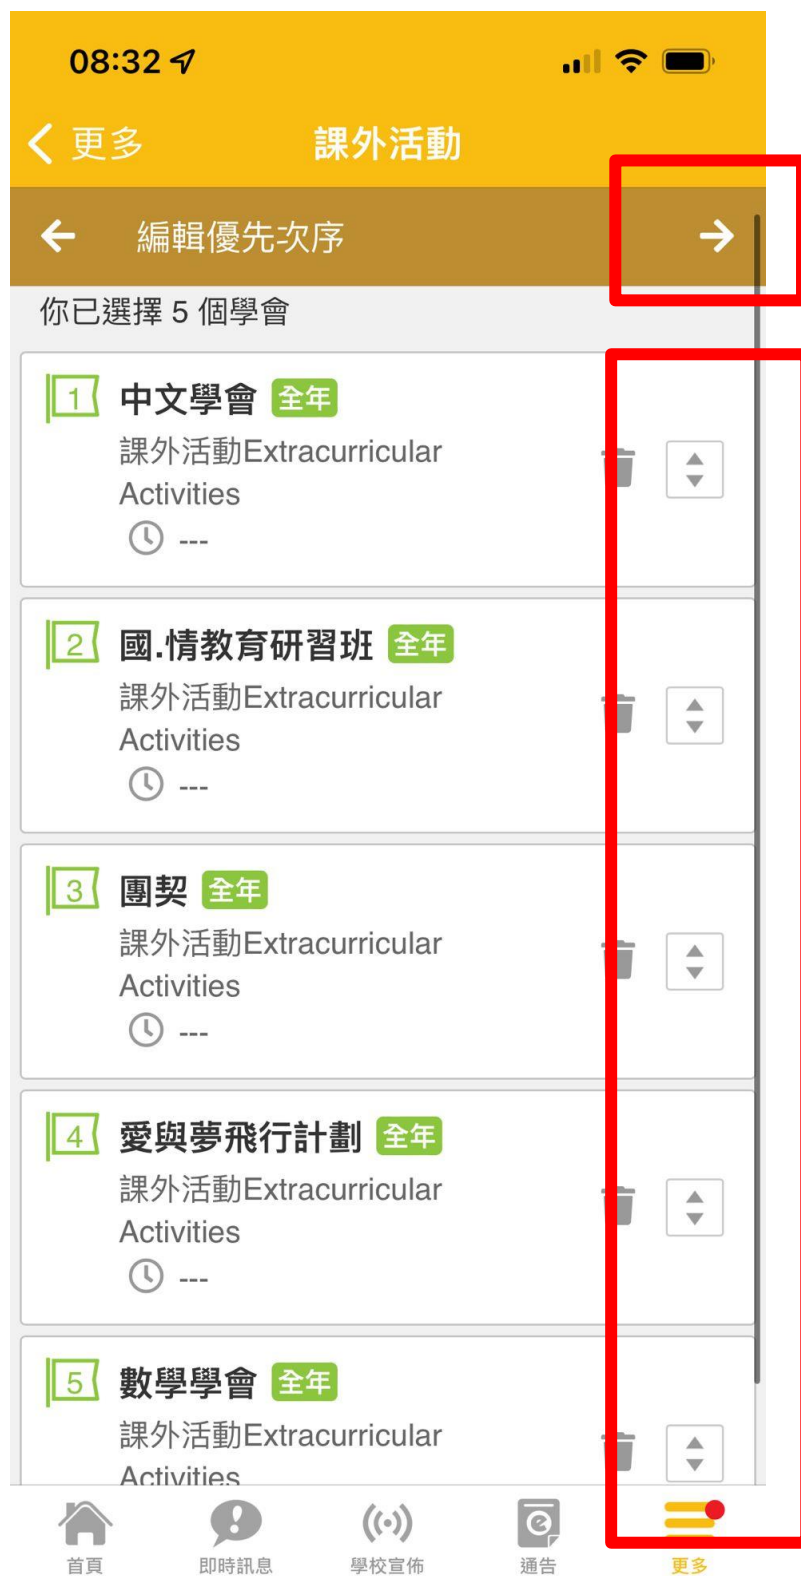 08:32
更多 課外活動
編輯優先次序
你已選擇 5 個學會
1 中文學會 全年
課外活動Extracurricular
Activities
---
2 國.情教育研習班 全年
課外活動Extracurricular
Activities
---
3 團契 全年
課外活動Extracurricular
Activities
---
4 愛與夢飛行計劃 全年
課外活動Extracurricular
Activities
---
5 數學學會 全年
課外活動Extracurricular
Activities
首頁 即時訊息 學校宣佈 通告 更多